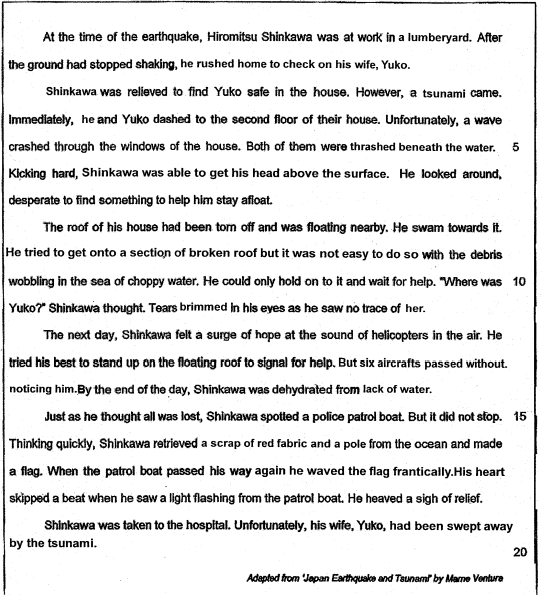 At the time of the earthquake, Hiromitsu Shinkawa was at work in a lumberyard. After
the ground had stopped shaking, he rushed home to check on his wife, Yuko.
Shinkawa was relieved to find Yuko safe in the house. However, a tsunami came.
Immediately, he and Yuko dashed to the second floor of their house. Unfortunately, a wave
crashed through the windows of the house. Both of them were thrashed beneath the water. 5
Kicking hard, Shinkawa was able to get his head above the surface. He looked around,
desperate to find something to help him stay afloat.
The roof of his house had been torn off and was floating nearby. He swam towards it.
He tried to get onto a section of broken roof but it was not easy to do so with the debris
wobbling in the sea of choppy water. He could only hold on to it and wait for help. "Where was 10
Yuko?" Shinkawa thought. Tears brimmed in his eyes as he saw no trace of her.
The next day, Shinkawa felt a surge of hope at the sound of helicopters in the air. He
tried his best to stand up on the floating roof to signal for help. But six aircrafts passed without.
noticing him.By the end of the day, Shinkawa was dehydrated from lack of water.
Just as he thought all was lost, Shinkawa spotted a police patrol boat. But it did not stop. 15
Thinking quickly, Shinkawa retrieved a scrap of red fabric and a pole from the ocean and made
a flag. When the patrol boat passed his way again he waved the flag frantically.His heart
skipped a beat when he saw a light flashing from the patrol boat. He heaved a sigh of relief.
Shinkawa was taken to the hospital. Unfortunately, his wife, Yuko, had been swept away
by the tsunami.
20
Adapted from 'Japan Earthquake and Tsunami' by Marne Ventura